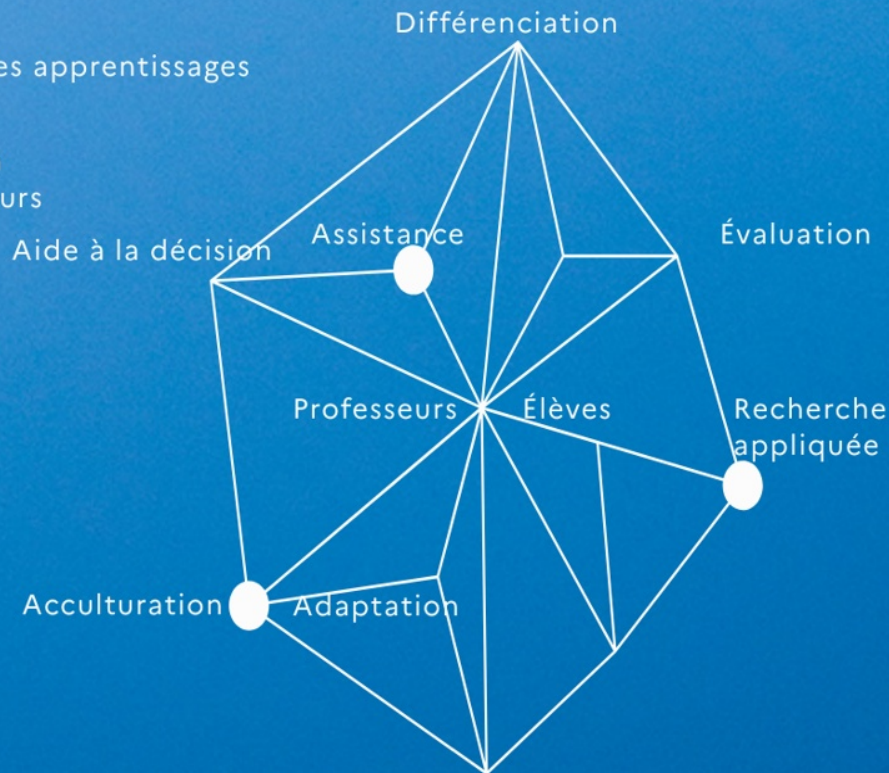 Différenciation
es apprentissages
urs
Assistance
Évaluation
Aide à la décision
Professeurs
Élèves
Recherche
appliquée
Acculturation
Adaptation